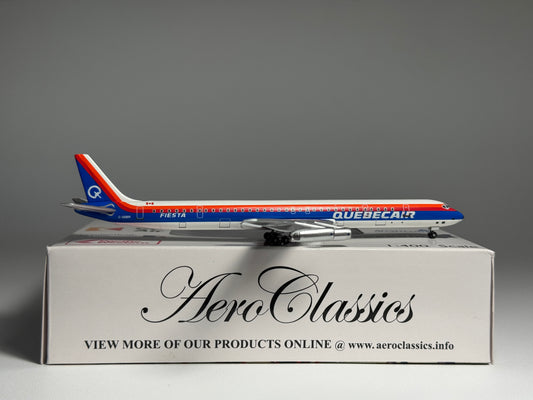 FIESTA
QUEBECAIR
AeroClassics
VIEW MORE OF OUR PRODUCTS ONLINE @ www.aeroclassics.info